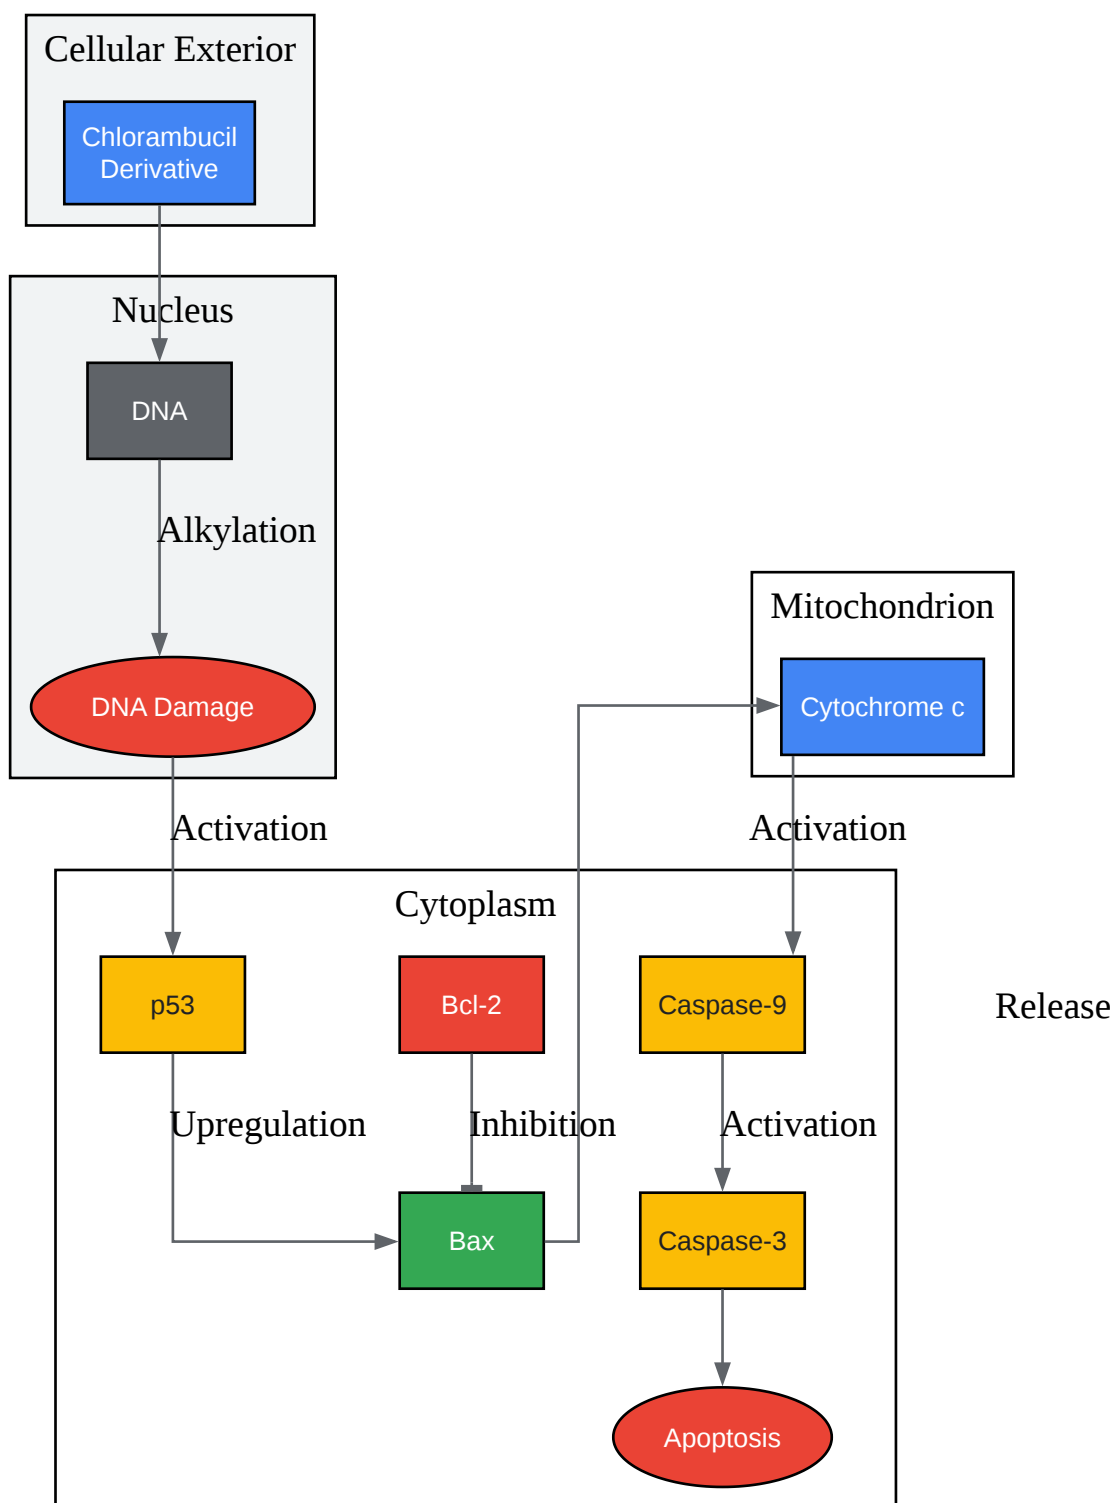 Cellular Exterior
Chlorambucil
Derivative
Nucleus
DNA
Alkylation
DNA Damage
Mitochondrion
Cytochrome c
Activation
Activation
Cytoplasm
p53
Bcl-2
Caspase-9
Release
Upregulation
Inhibition
Activation
Bax
Caspase-3
Apoptosis